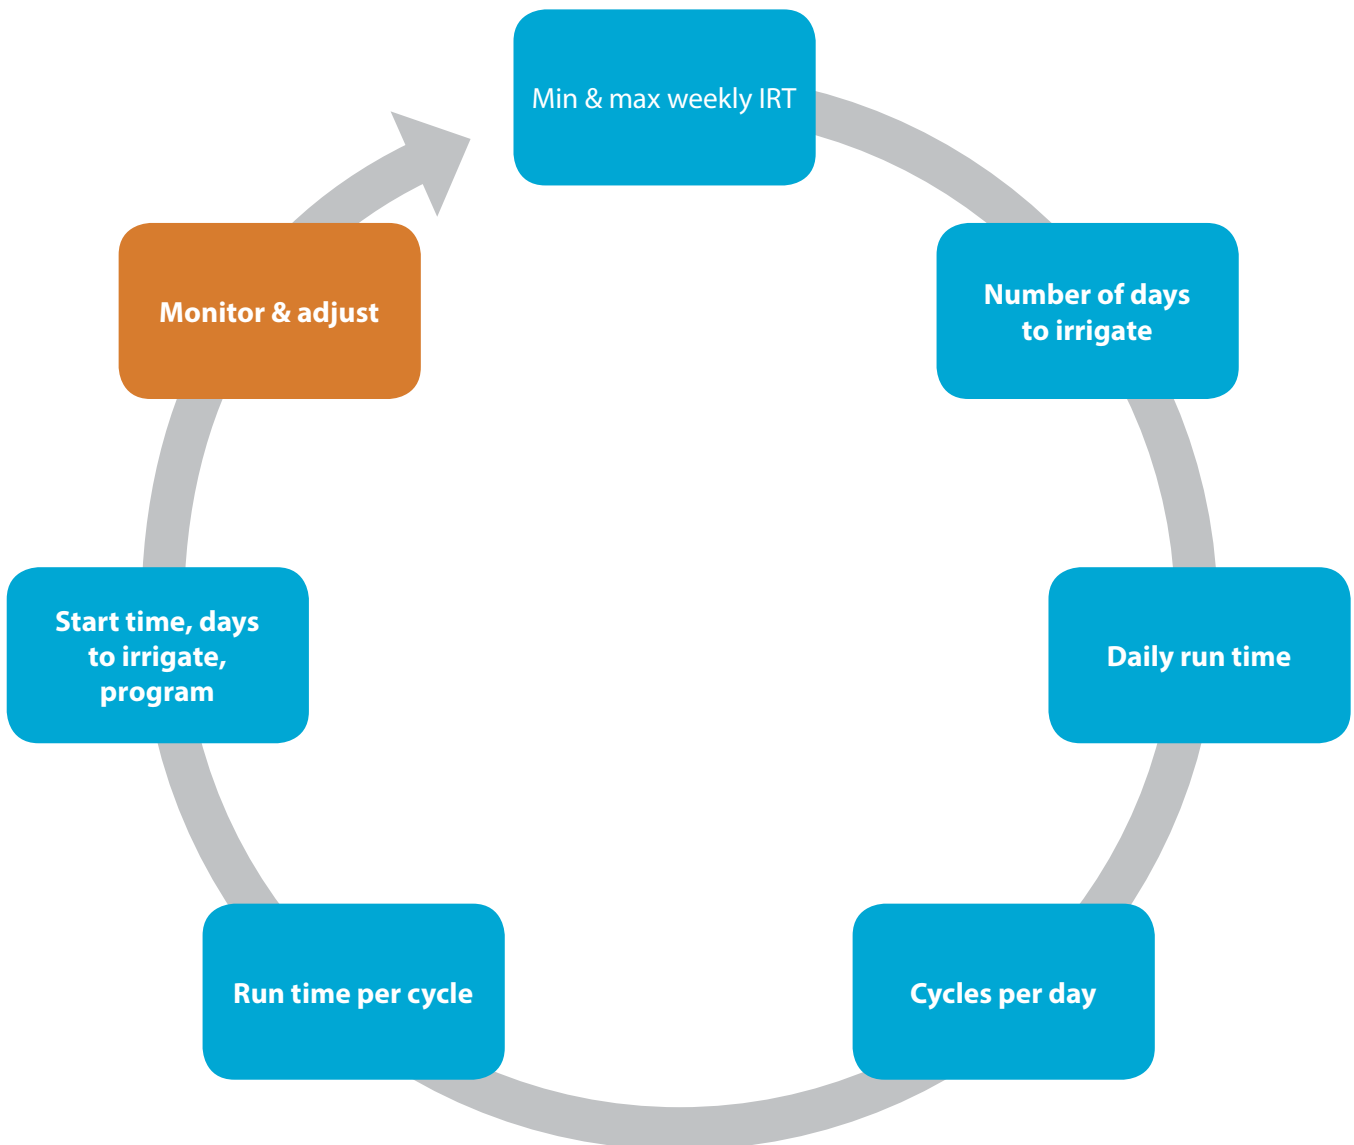 Min & max weekly IRT
Number of days
to irrigate
Daily run time
Cycles per day
Run time per cycle
Start time, days
to irrigate,
program
Monitor & adjust